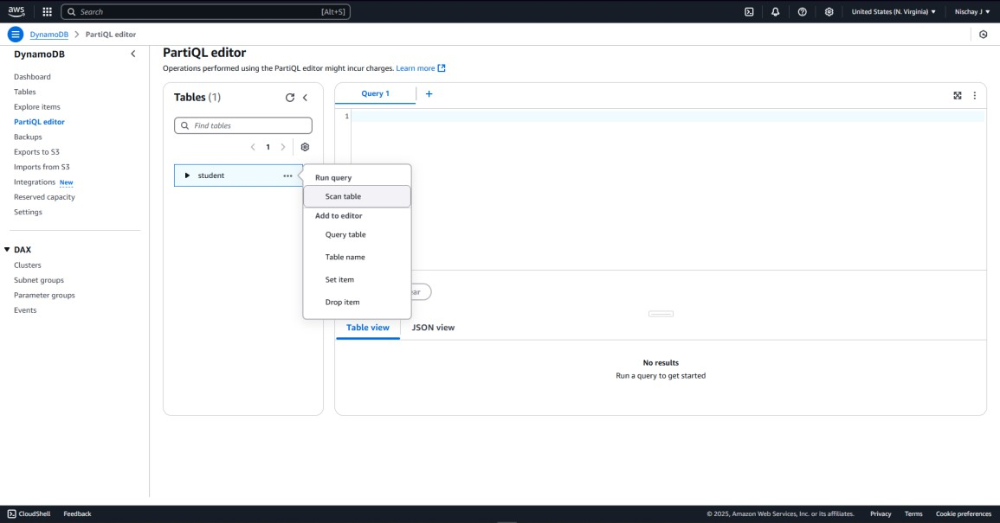 aws
Search
[Alt+S]
United States (N. Virginia)
Nischay J
DynamoDB
PartiQL editor
DynamoDB
Dashboard
Tables
Explore items
PartiQL editor
Backups
Exports to S3
Imports from S3
Integrations New
Reserved capacity
Settings
DAX
Clusters
Subnet groups
Parameter groups
Events
PartiQL editor
Operations performed using the PartiQL editor might incur charges. Learn more
Tables (1)
Find tables
1
student
Run query
Scan table
Add to editor
Query table
Table name
Set item
Drop item
Query 1
1
Table view
JSON view
No results
Run a query to get started
CloudShell
Feedback
© 2025, Amazon Web Services, Inc. or its affiliates.
Privacy
Terms
Cookie preferences